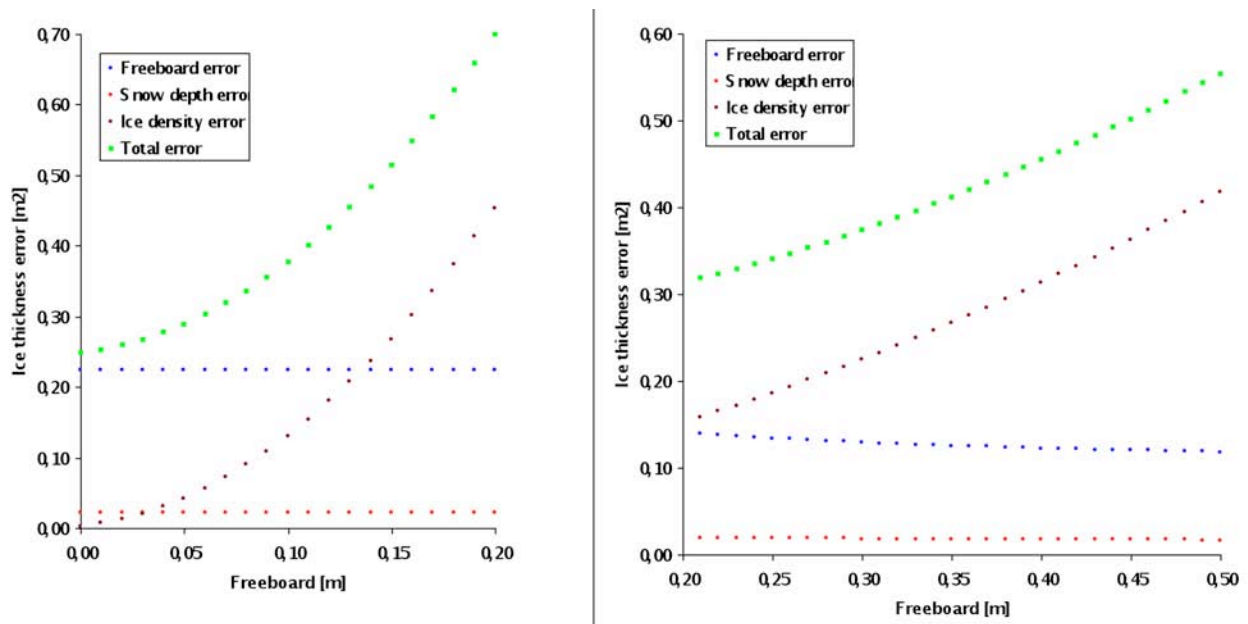 0,70
0,60
0,50
0,40
0,30
0,20
0,10
0,00
Ice thickness error [m2]
Freeboard error
Snow depth error
Ice density error
Total error
0,00 0,05 0,10 0,15 0,20
Freeboard [m]
0,60
0,50
0,40
0,30
0,20
0,10
0,00
Ice thickness error [m2]
Freeboard error
Snow depth error
Ice density error
Total error
0,20 0,25 0,30 0,35 0,40 0,45 0,50
Freeboard [m]